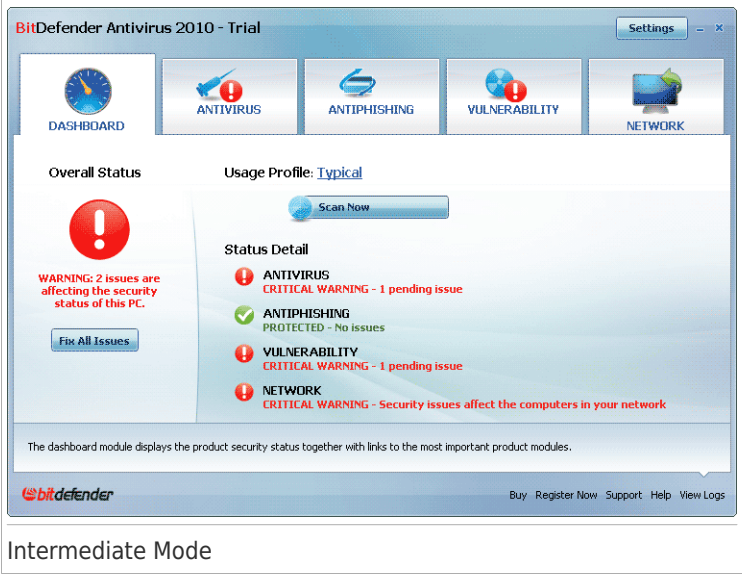 BitDefender Antivirus 2010 - Trial
Settings
DASHBOARD
ANTIVIRUS
ANTIPHISHING
VULNERABILITY
NETWORK
Overall Status
WARNING: 2 issues are
affecting the security
status of this PC.
Fix All Issues
Usage Profile: Typical
Scan Now
Status Detail
ANTIVIRUS
CRITICAL WARNING - 1 pending issue
ANTIPHISHING
PROTECTED - No issues
VULNERABILITY
CRITICAL WARNING - 1 pending issue
NETWORK
CRITICAL WARNING - Security issues affect the computers in your network
The dashboard module displays the product security status together with links to the most important product modules.
bitdefender
Buy Register Now Support Help View Logs
Intermediate Mode